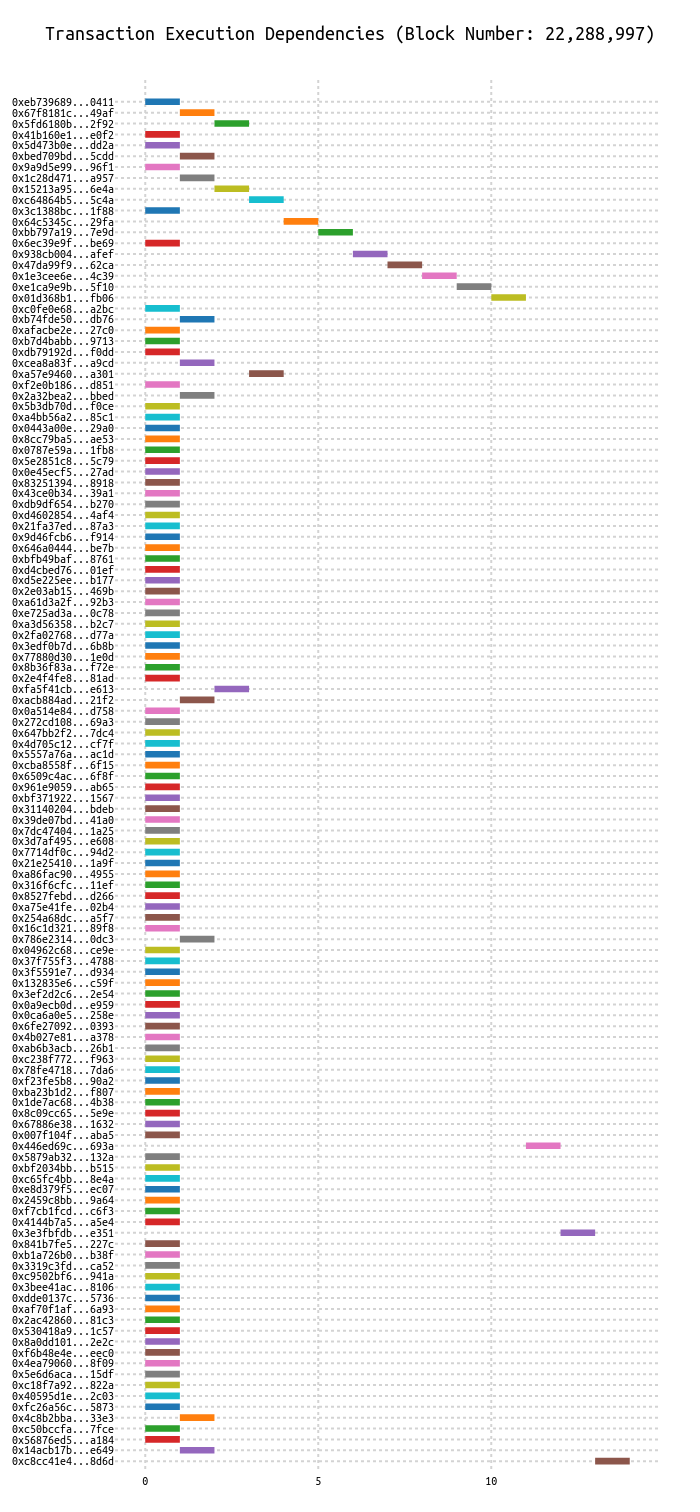 Transaction Execution Dependencies (Block Number: 22,288,997)
0xeb739689...0411
0x67f8181c...49af
0x5fd6180b...2f92
0x41b160e1...e0f2
0x5d473b0e...dd2a
0xbed709bd...5cdd
0x9a9d5e99...96f1
0x1c28d471...a957
0x15213a95...6e4a
0xc64864b5...5c4a
0x3c1388bc...1f88
0x64c5345c...29fa
0xbb797a19...7e9d
0x6ec39e9f...be69
0x938cb004...afef
0x47da99f9...62ca
0x1e3cee6e...4c39
0xe1ca9e9b...5f10
0x01d368b1...fb06
0xc0fe0e68...a2bc
0xb74fde50...db76
0xafacbe2e...27c0
0xb7d4babb...9713
0xdb79192d...f0dd
0xcea8a83f...a9cd
0xa57e9460...a301
0xf2e0b186...d851
0x2a32bea2...bbed
0x5b3db70d...f0ce
0xa4bb56a2...85c1
0x0443a00e...29a0
0x8cc79ba5...ae53
0x0787e59a...1fb8
0x5e2851c8...5c79
0x0e45ecf5...27ad
0x83251394...8918
0x43ce0b34...39a1
0xdb9df654...b270
0xd4602854...4af4
0x21fa37ed...87a3
0x9d46fcb6...f914
0x646a0444...be7b
0xbfb49baf...8761
0xd4cbed76...01ef
0xd5e225ee...b177
0x2e03ab15...469b
0xa61d3a2f...92b3
0xe725ad3a...0c78
0xa3d56358...b2c7
0x2fa02768...d77a
0x3edf0b7d...6b8b
0x77880d30...1e0d
0x8b36f83a...f72e
0x2e4f4fe8...81ad
0xfa5f41cb...e613
0xacb884ad...21f2
0x0a514e84...d758
0x272cd108...69a3
0x647bb2f2...7dc4
0x4d705c12...cf7f
0x5557a76a...ac1d
0xcba8558f...6f15
0x6509c4ac...6f8f
0x961e9059...ab65
0xbf371922...1567
0x31140204...bdeb
0x39de07bd...41a0
0x7dc47404...1a25
0x3d7af495...e608
0x7714df0c...94d2
0x21e25410...1a9f
0xa86fac90...4955
0x316f6cfc...11ef
0x8527febd...d266
0xa75e41fe...02b4
0x254a68dc...a5f7
0x16c1d321...89f8
0x786e2314...0dc3
0x04962c68...ce9e
0x37f755f3...4788
0x3f5591e7...d934
0x132835e6...c59f
0x3ef2d2c6...2e54
0x0a9ecb0d...e959
0x0ca6a0e5...258e
0x6fe27092...0393
0x4b027e81...a378
0xab6b3acb...26b1
0xc238f772...f963
0x78fe4718...7da6
0xf23fe5b8...90a2
0xba23b1d2...f807
0x1de7ac68...4b38
0x8c09cc65...5e9e
0x67886e38...1632
0x007f104f...aba5
0x446ed69c...693a
0x5879ab32...132a
0xbf2034bb...b515
0xc65fc4bb...8e4a
0xe8d379f5...ec07
0x2459c8bb...9a64
0xf7cb1fcd...c6f3
0x4144b7a5...a5e4
0x3e3fbfdb...e351
0x841b7fe5...227c
0xb1a726b0...b38f
0x3319c3fd...ca52
0xc9502bf6...941a
0x3bee41ac...8106
0xdde0137c...5736
0xaf70f1af...6a93
0x2ac42860...81c3
0x530418a9...1c57
0x8a0dd101...2e2c
0xf6b48e4e...eec0
0x4ea79060...8f09
0x5e6d6aca...15df
0xc18f7a92...822a
0x40595d1e...2c03
0xfc26a56c...5873
0x4c8b2bba...33e3
0xc50bccfa...7fce
0x56876ed5...a184
0x14acb17b...e649
0xc8cc41e4...8d6d
0 5 10